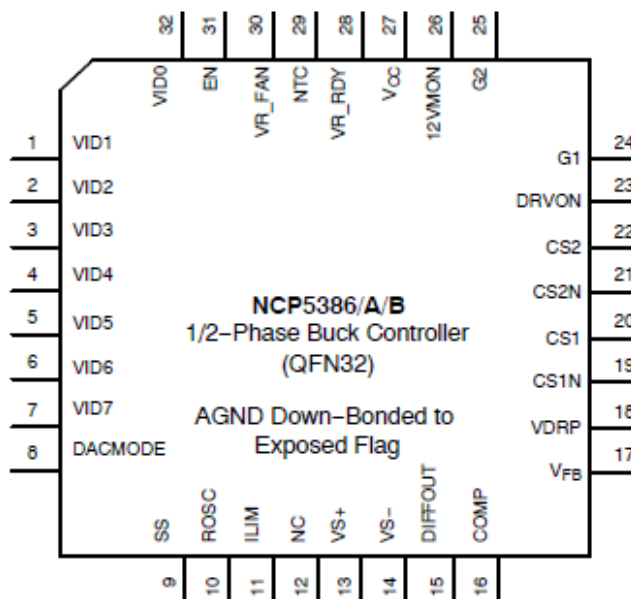 32 31 30 29 28 27 26 25
VID0 EN VR_FAN NTC VR_RDY VCC 12VMON G2
1 VID1
2 VID2
3 VID3
4 VID4
5 VID5
6 VID6
7 VID7
8 DACMODE
G1 24
DRVON 23
CS2 22
CS2N 21
CS1 20
CS1N 19
VDRP 18
VFB 17
NCP5386/A/B
1/2−Phase Buck Controller
(QFN32)
AGND Down−Bonded to
Exposed Flag
SS ROSC ILIM NC VS+ VS− DIFFOUT COMP
9 10 11 12 13 14 15 16